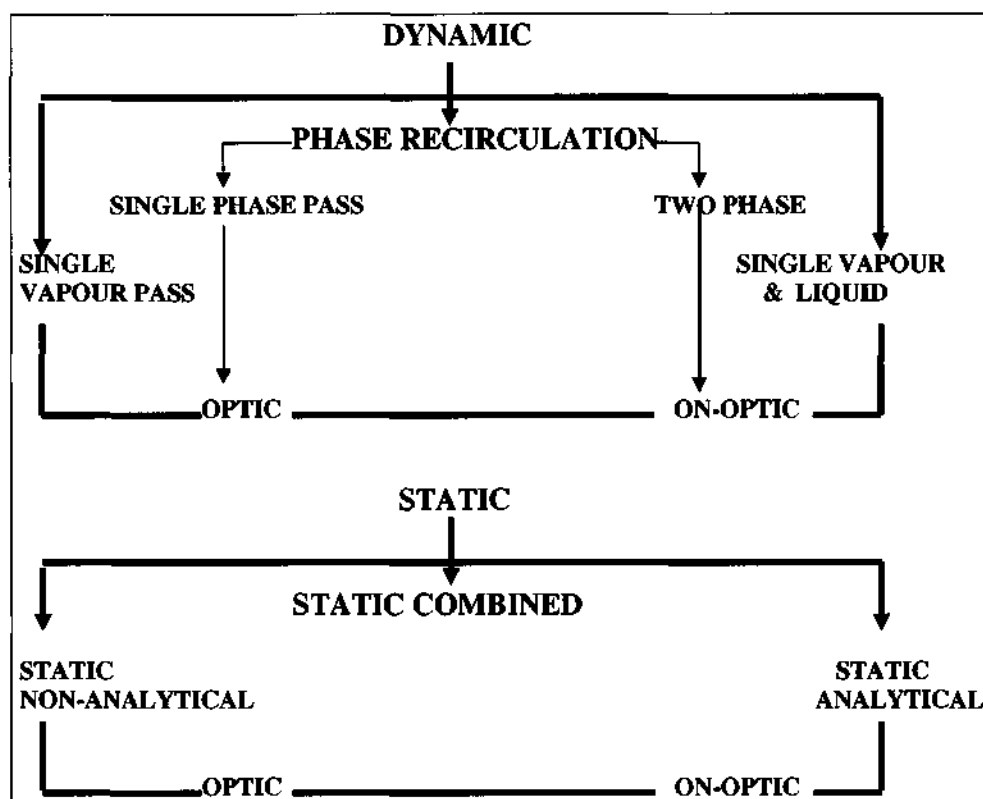 DYNAMIC
PHASE RECIRCULATION
SINGLE PHASE PASS
TWO PHASE
SINGLE
VAPOUR PASS
SINGLE VAPOUR
& LIQUID
OPTIC
ON-OPTIC
STATIC
STATIC COMBINED
STATIC
NON-ANALYTICAL
STATIC
ANALYTICAL
OPTIC
ON-OPTIC